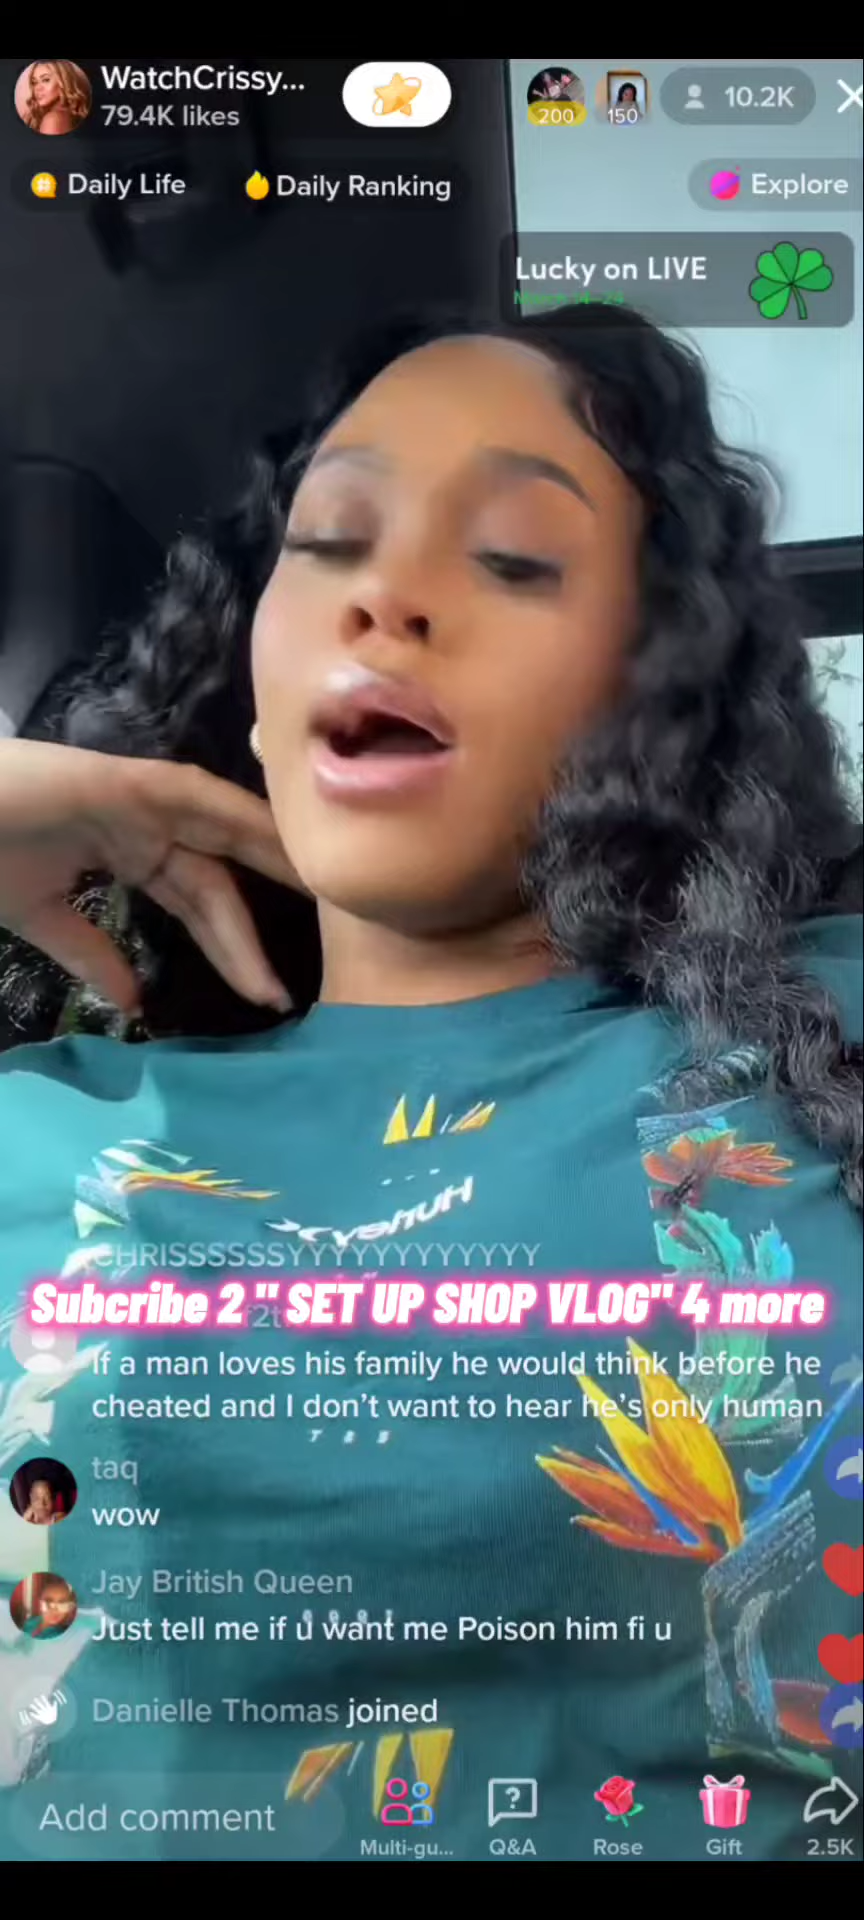 WatchCrissy...
79.4K likes
200
150
10.2K
Daily Life
Daily Ranking
Explore
Lucky on LIVE
CHRISSSSSSYYYYYYYYYYYY
Subcribe 2 " SET UP SHOP VLOG" 4 more
If a man loves his family he would think before he
cheated and I don't want to hear he's only human
taq
wow
Jay British Queen
Just tell me if u want me Poison him fi u
Danielle Thomas joined
Add comment
Multi-gu...
Q&A
Rose
Gift
2.5K